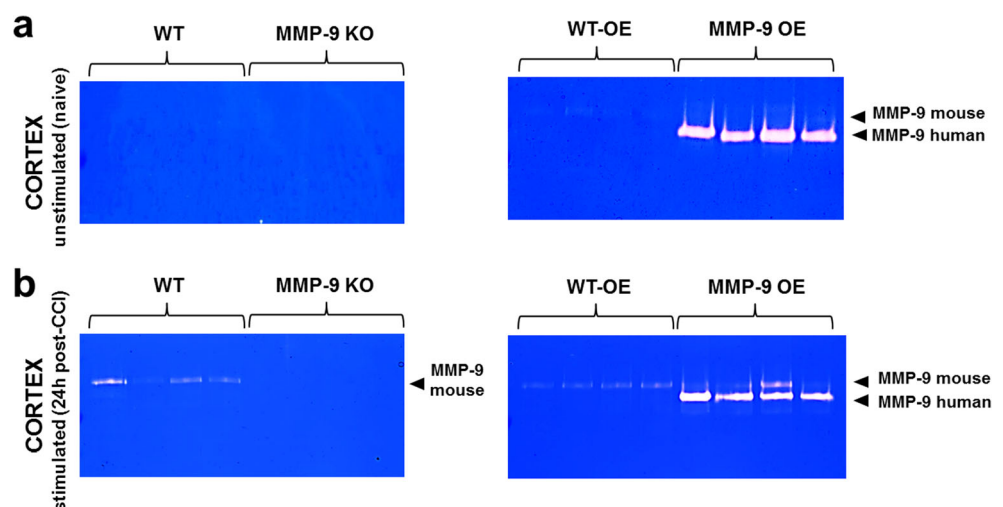 a
WT
MMP-9 KO
WT-OE
MMP-9 OE
CORTEX
unstimulated (naive)
MMP-9 mouse
MMP-9 human
b
WT
MMP-9 KO
WT-OE
MMP-9 OE
CORTEX
stimulated (24h post-CCI)
MMP-9
mouse
MMP-9 mouse
MMP-9 human